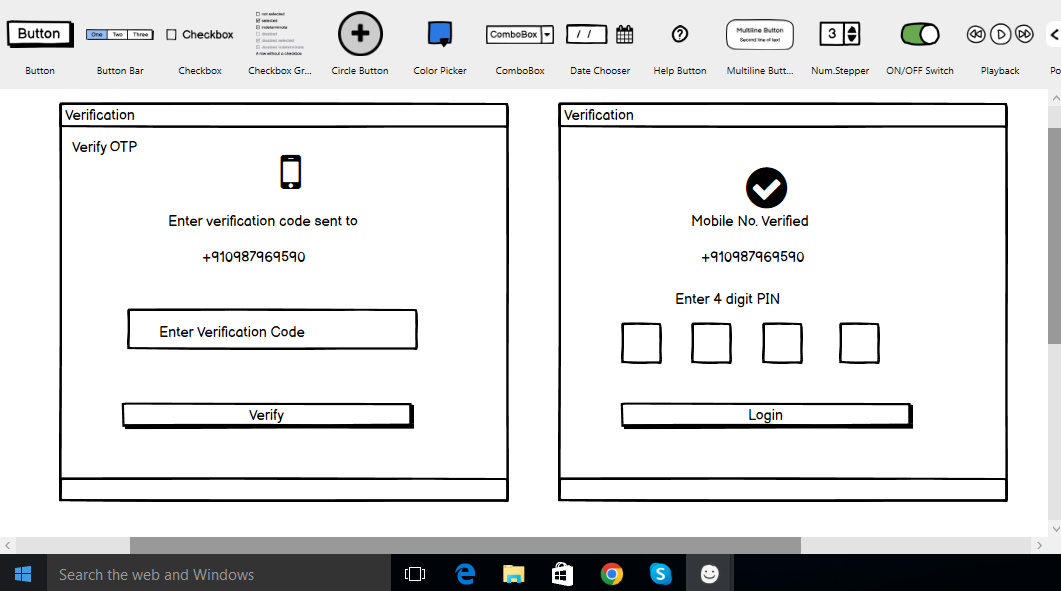 Button
One Two Three
Checkbox
not selected
selected
indeterminate
disabled
disabled selected
disabled indeterminate
A row without a checkbox
ComboBox
/ /
?
Multiline Button
Second line of text
3
Button
Button Bar
Checkbox
Checkbox Gr...
Circle Button
Color Picker
ComboBox
Date Chooser
Help Button
Multiline Butt...
Num.Stepper
ON/OFF Switch
Playback
Po
Verification
Verify OTP
Enter verification code sent to
+910987969590
Enter Verification Code
Verify
Verification
Mobile No. Verified
+910987969590
Enter 4 digit PIN
Login
Search the web and Windows